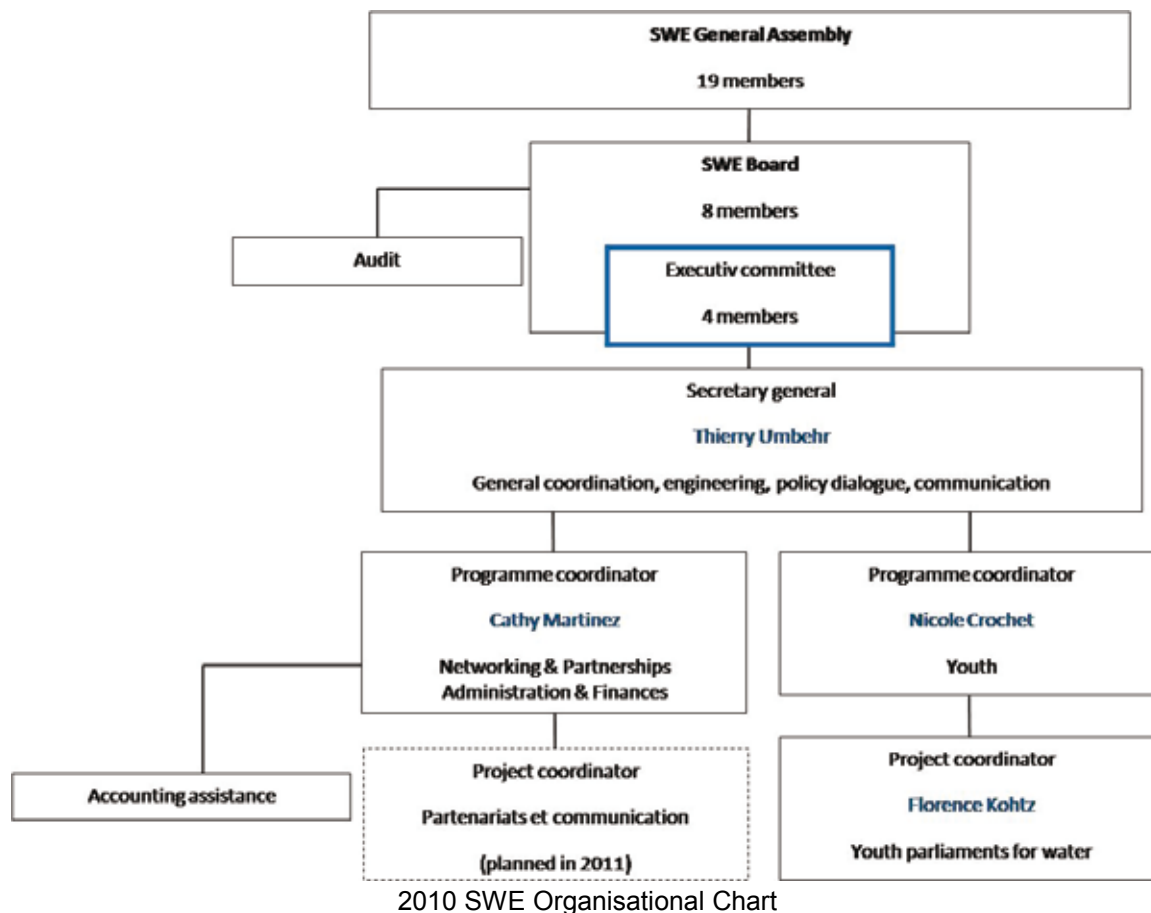 SWE General Assembly
19 members
SWE Board
8 members
Audit
Executiv committee
4 members
Secretary general
Thierry Umbehr
General coordination, engineering, policy dialogue, communication
Programme coordinator
Cathy Martinez
Networking & Partnerships
Administration & Finances
Programme coordinator
Nicole Crochet
Youth
Accounting assistance
Project coordinator
Partenariats et communication
(planned in 2011)
Project coordinator
Florence Kohtz
Youth parliaments for water
2010 SWE Organisational Chart